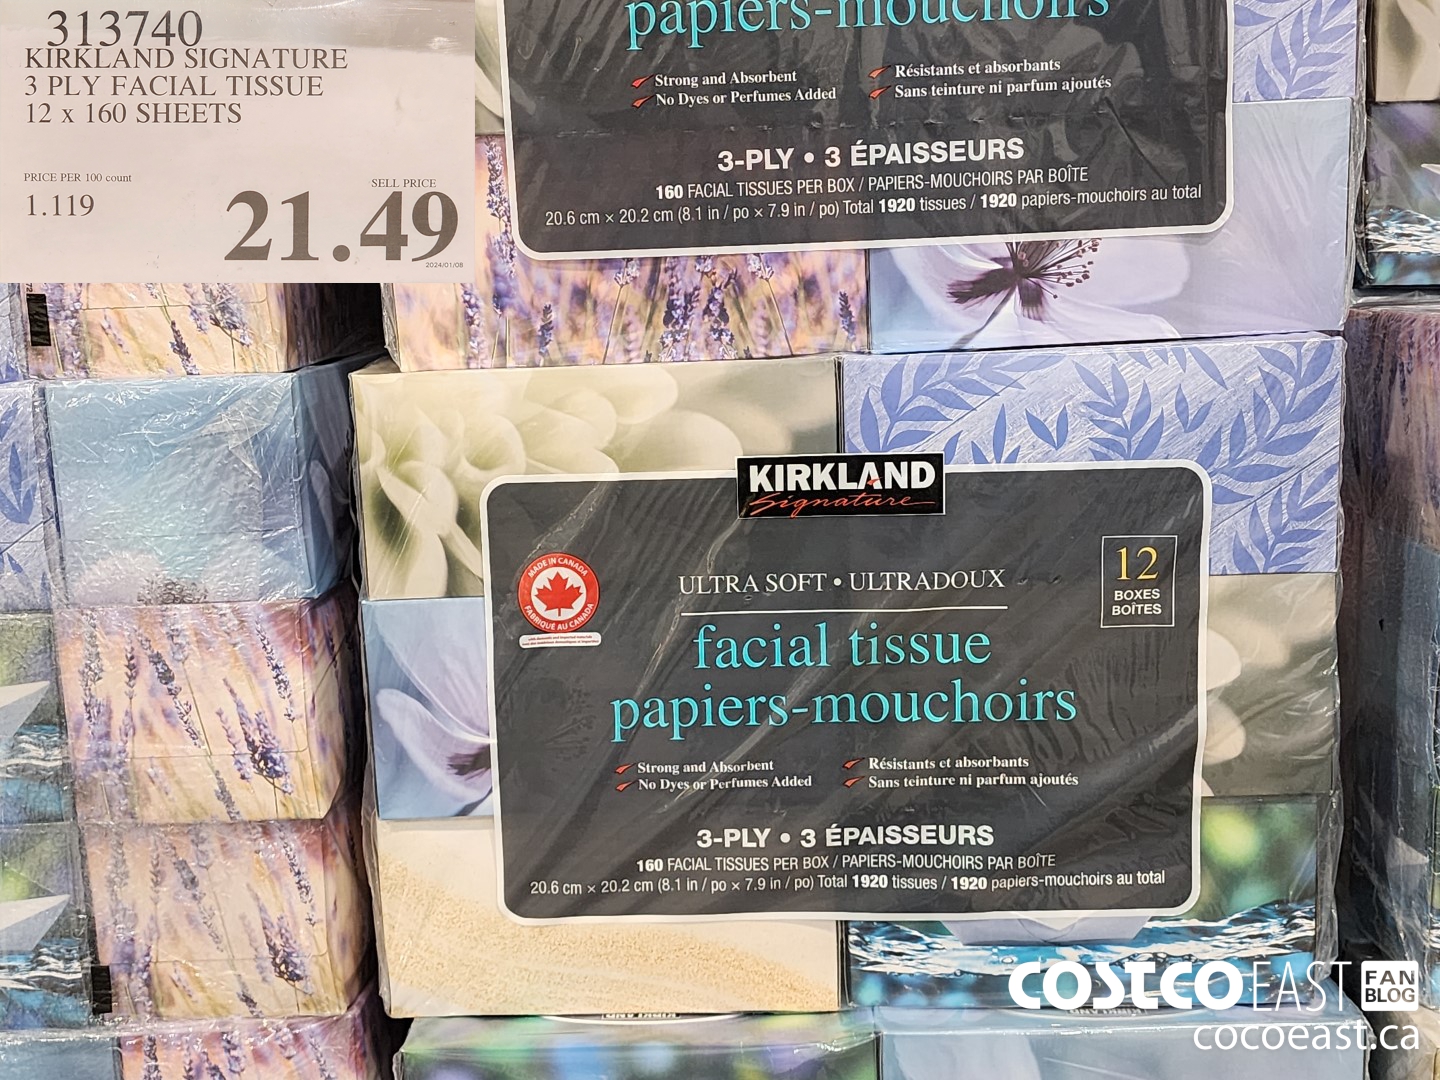 313740
KIRKLAND SIGNATURE
3 PLY FACIAL TISSUE
12 x 160 SHEETS
PRICE PER 100 count
1.119
SELL PRICE
21.49
2024/01/08
papiers-mouchoirs
Strong and Absorbent
No Dyes or Perfumes Added
Résistants et absorbants
Sans teinture ni parfum ajoutés
3-PLY • 3 ÉPAISSEURS
160 FACIAL TISSUES PER BOX / PAPIERS-MOUCHOIRS PAR BOÎTE
20.6 cm × 20.2 cm (8.1 in / po × 7.9 in / po) Total 1920 tissues / 1920 papiers-mouchoirs au total
KIRKLAND
Signature
MADE IN CANADA
FABRIQUÉ AU CANADA
ULTRA SOFT • ULTRADOUX
12
BOXES
BOÎTES
facial tissue
papiers-mouchoirs
Strong and Absorbent
No Dyes or Perfumes Added
Résistants et absorbants
Sans teinture ni parfum ajoutés
3-PLY • 3 ÉPAISSEURS
160 FACIAL TISSUES PER BOX / PAPIERS-MOUCHOIRS PAR BOÎTE
20.6 cm × 20.2 cm (8.1 in / po × 7.9 in / po) Total 1920 tissues / 1920 papiers-mouchoirs au total
COSTCO EAST FAN BLOG
cocoeast.ca
KIRKLAND